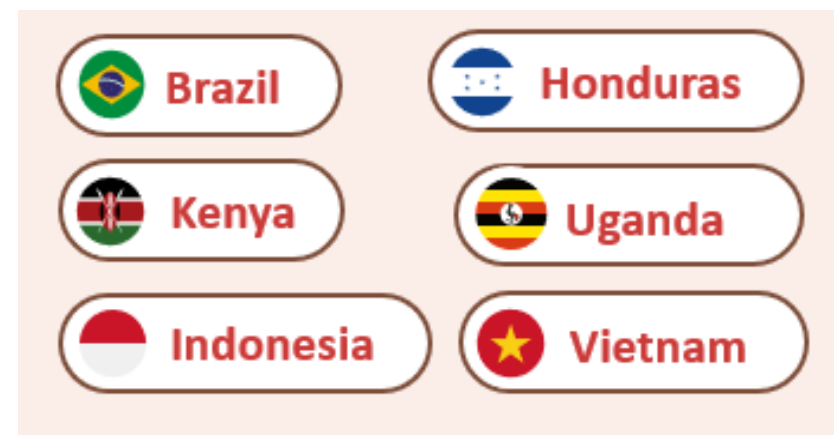 Brazil
Honduras
Kenya
Uganda
Indonesia
Vietnam